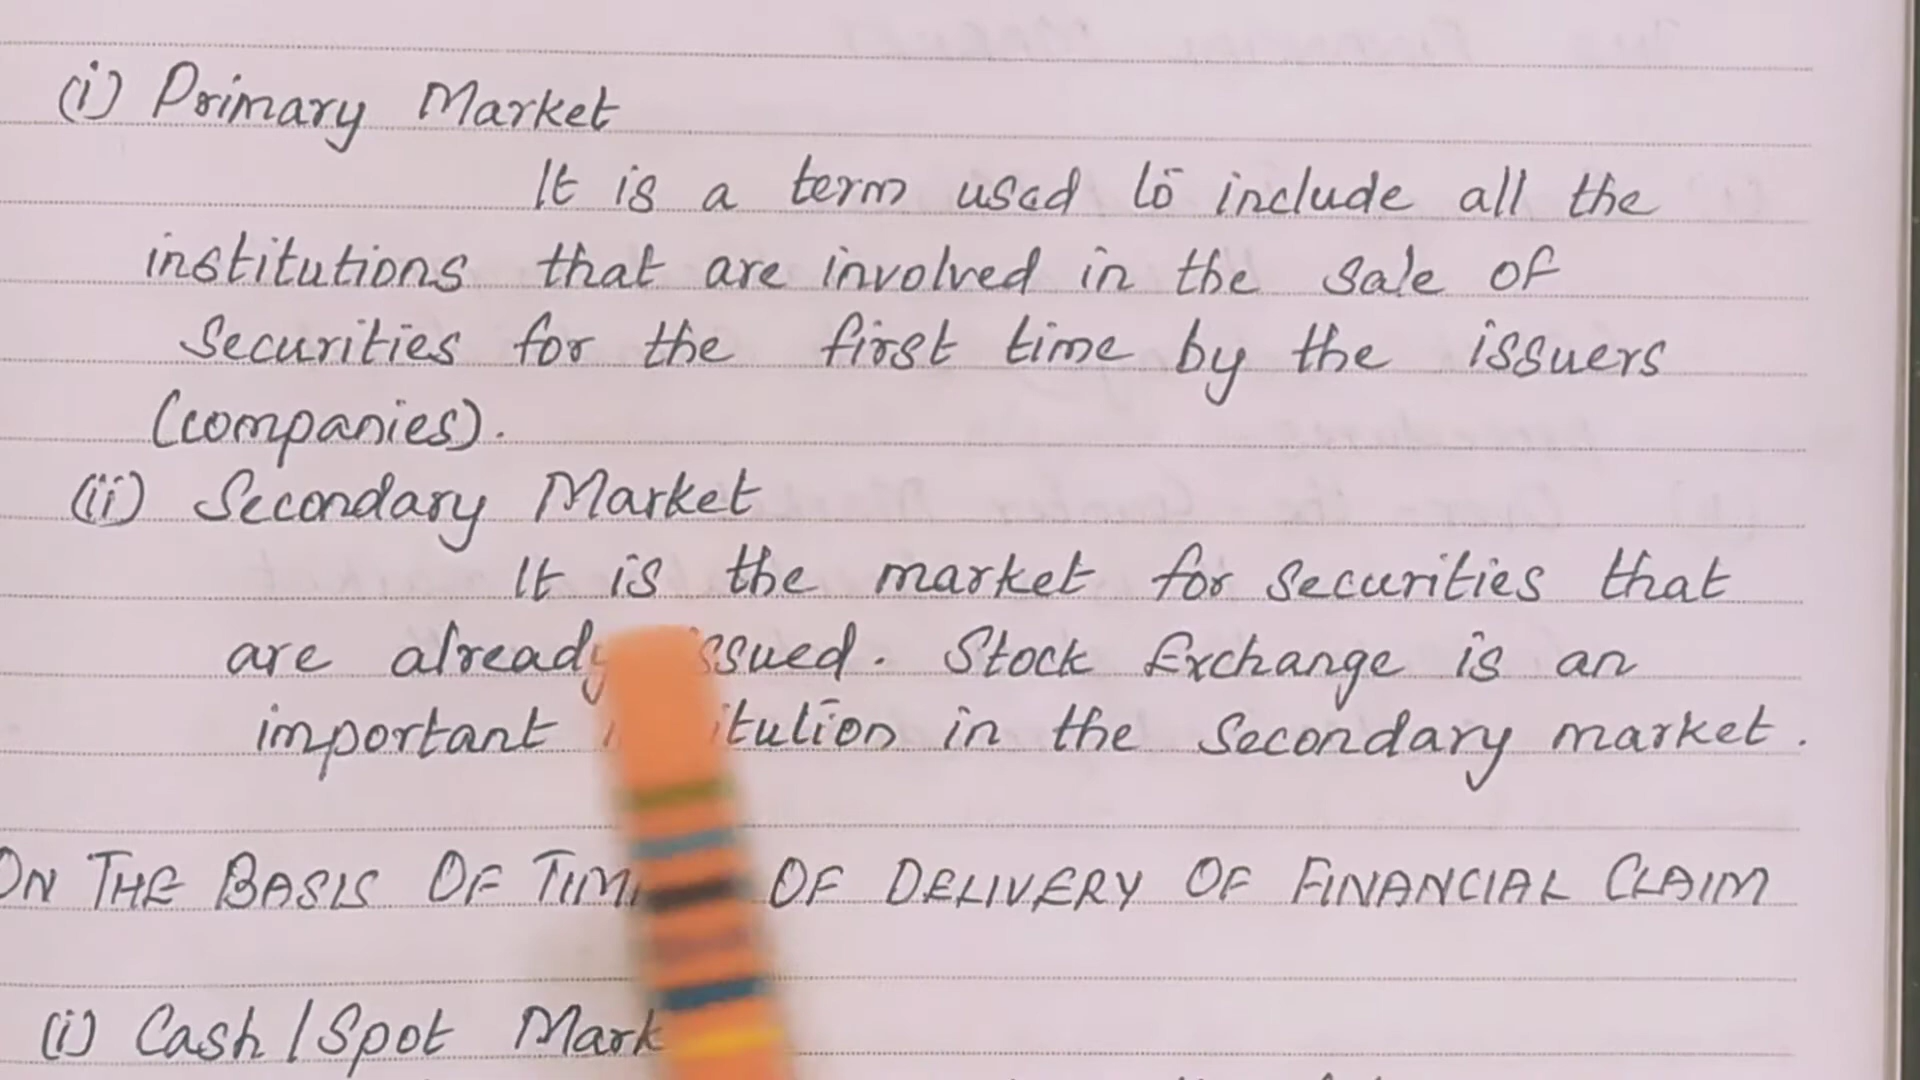 (i) Primary Market
It is a term used to include all the
institutions that are involved in the sale of
Securities for the first time by the issuers
(companies).
(ii) Secondary Market
It is the market for securities that
are already issued. Stock Exchange is an
important in the Secondary market.
ON THE BASIS OF OF DELIVERY OF FINANCIAL CLAIM
(i) Cash / Spot